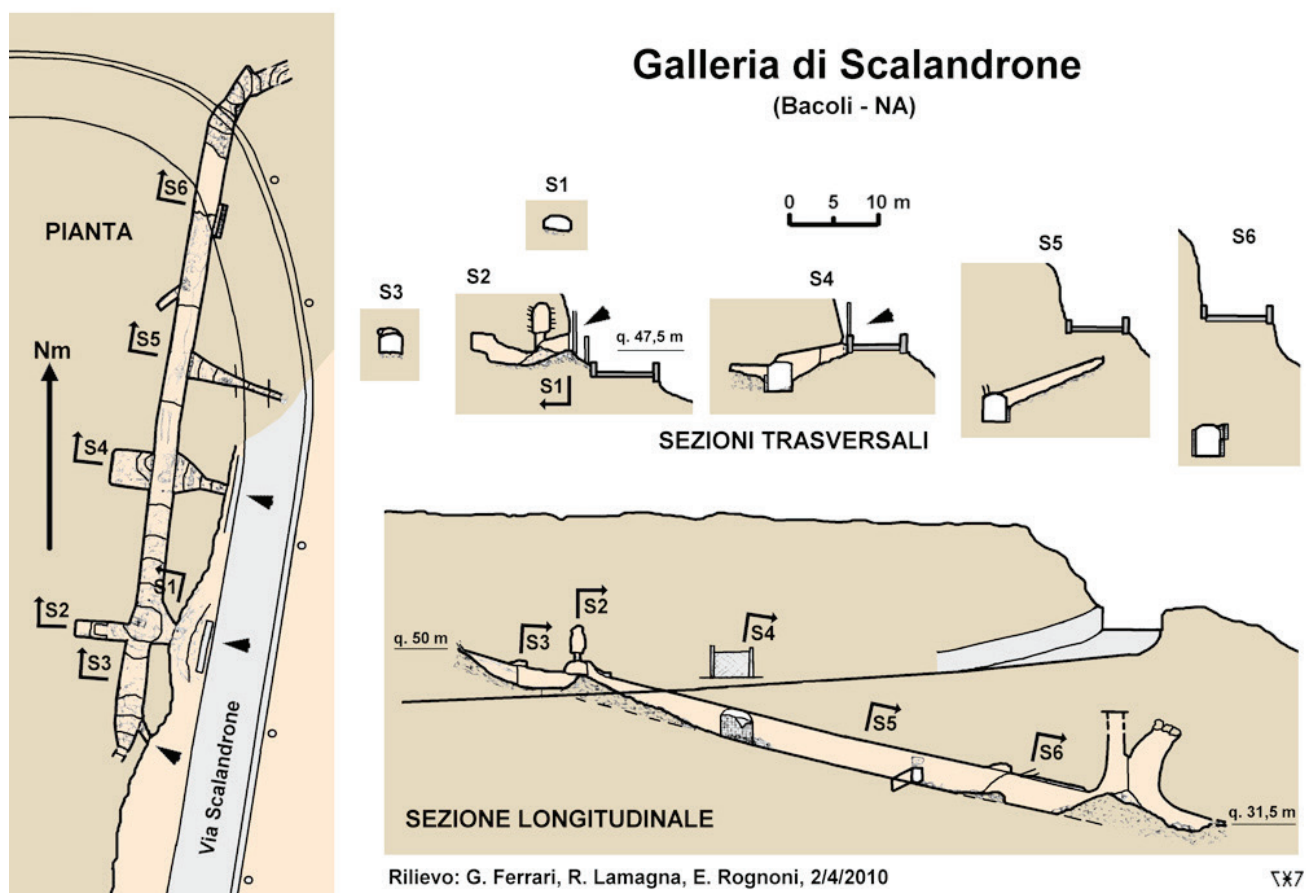 Galleria di Scalandrone
(Bacoli - NA)
PIANTA
Nm
S6
S5
S4
S1
S2
S3
Via Scalandrone
0 5 10 m
S1
S3
S2
q. 47,5 m
S1
S4
S5
S6
SEZIONI TRASVERSALI
q. 50 m
S3
S2
S4
S5
S6
q. 31,5 m
SEZIONE LONGITUDINALE
Rilievo: G. Ferrari, R. Lamagna, E. Rognoni, 2/4/2010